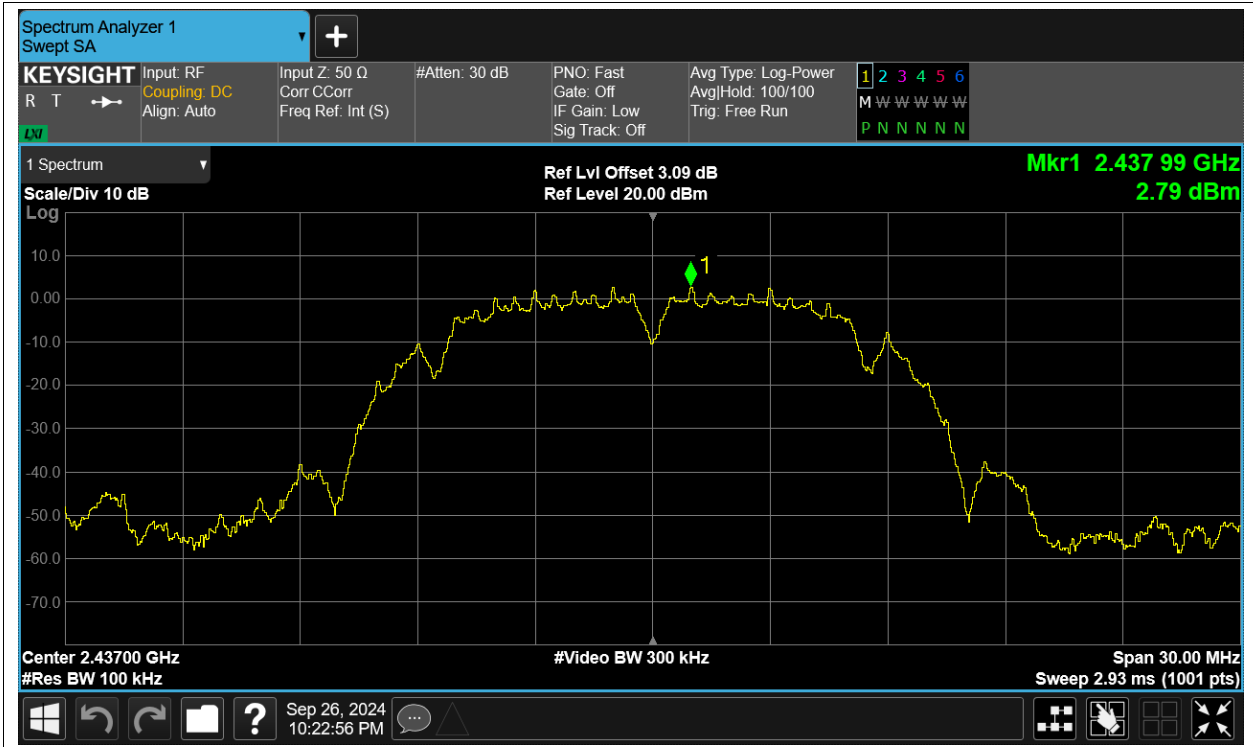 Spectrum Analyzer 1
Swept SA
KEYSIGHT
R T
LXI
Input: RF
Coupling: DC
Align: Auto
Input Z: 50 Ω
Corr CCorr
Freq Ref: Int (S)
#Atten: 30 dB
PNO: Fast
Gate: Off
IF Gain: Low
Sig Track: Off
Avg Type: Log-Power
Avg|Hold: 100/100
Trig: Free Run
1 2 3 4 5 6
M W W W W W
P N N N N N
1 Spectrum
Scale/Div 10 dB
Log
Ref Lvl Offset 3.09 dB
Ref Level 20.00 dBm
Mkr1 2.437 99 GHz
2.79 dBm
1
10.0
0.00
-10.0
-20.0
-30.0
-40.0
-50.0
-60.0
-70.0
Center 2.43700 GHz
#Res BW 100 kHz
#Video BW 300 kHz
Span 30.00 MHz
Sweep 2.93 ms (1001 pts)
?
Sep 26, 2024
10:22:56 PM